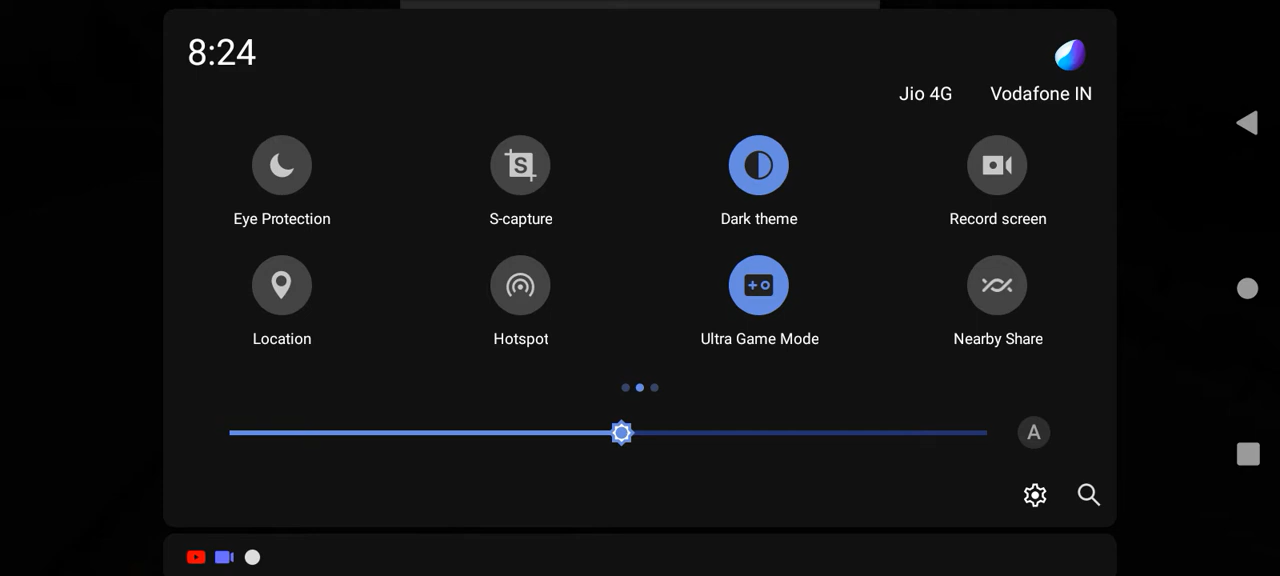 8:24
Jio 4G Vodafone IN
Eye Protection S-capture Dark theme Record screen
Location Hotspot Ultra Game Mode Nearby Share
A